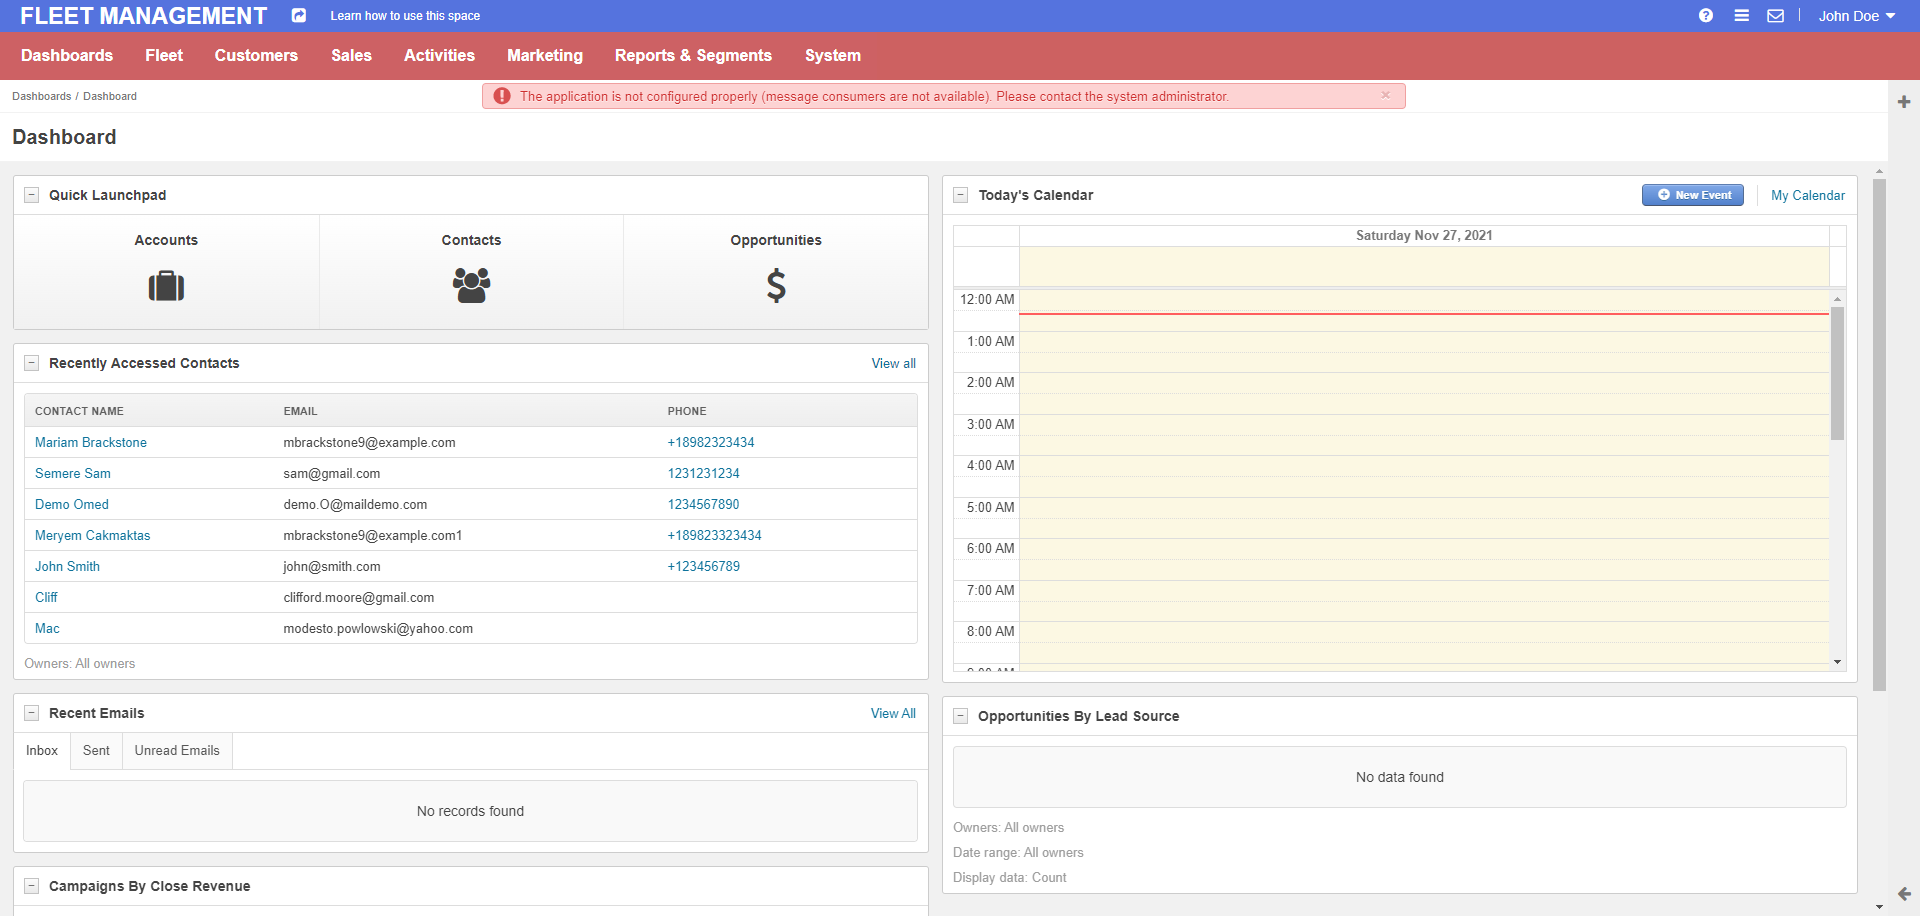 FLEET MANAGEMENT
Learn how to use this space
John Doe
Dashboards
Fleet
Customers
Sales
Activities
Marketing
Reports & Segments
System
Dashboards / Dashboard
The application is not configured properly (message consumers are not available). Please contact the system administrator.
Dashboard
Quick Launchpad
Accounts
Contacts
Opportunities
Recently Accessed Contacts
View all
CONTACT NAME EMAIL PHONE
Mariam Brackstone mbrackstone9@example.com +18982323434
Semere Sam sam@gmail.com 1231231234
Demo Omed demo.O@maildemo.com 1234567890
Meryem Cakmaktas mbrackstone9@example.com1 +189823323434
John Smith john@smith.com +123456789
Cliff clifford.moore@gmail.com
Mac modesto.powlowski@yahoo.com
Owners: All owners
Recent Emails
View All
Inbox
Sent
Unread Emails
No records found
Campaigns By Close Revenue
Today's Calendar
New Event
My Calendar
Saturday Nov 27, 2021
12:00 AM
1:00 AM
2:00 AM
3:00 AM
4:00 AM
5:00 AM
6:00 AM
7:00 AM
8:00 AM
9:00 AM
Opportunities By Lead Source
No data found
Owners: All owners
Date range: All owners
Display data: Count